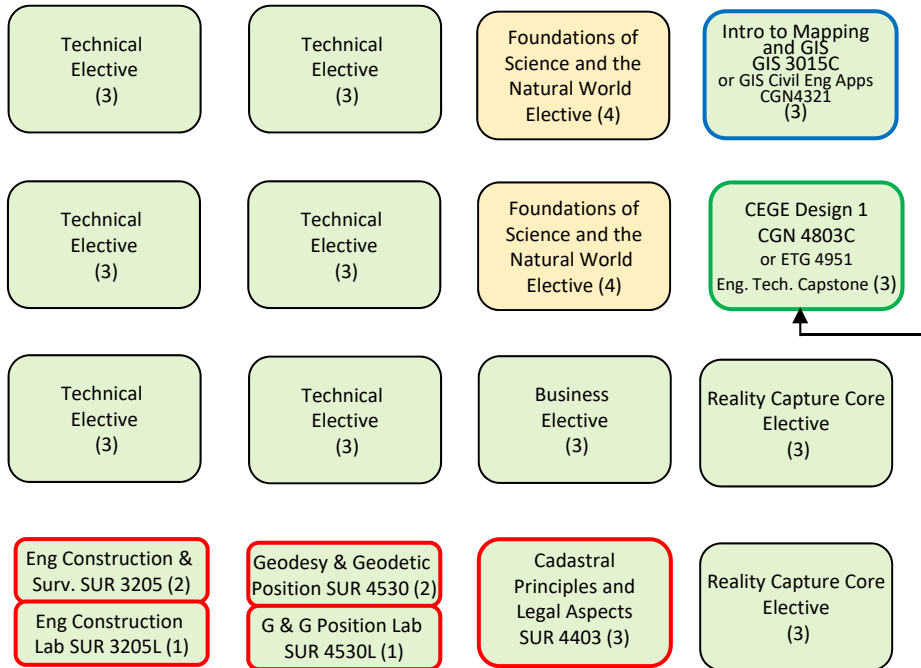 Technical
Elective
(3)
Technical
Elective
(3)
Foundations of
Science and the
Natural World
Elective (4)
Intro to Mapping
and GIS
GIS 3015C
or GIS Civil Eng Apps
CGN4321
(3)
Technical
Elective
(3)
Technical
Elective
(3)
Foundations of
Science and the
Natural World
Elective (4)
CEGE Design 1
CGN 4803C
or ETG 4951
Eng. Tech. Capstone (3)
Technical
Elective
(3)
Technical
Elective
(3)
Business
Elective
(3)
Reality Capture Core
Elective
(3)
Eng Construction &
Surv. SUR 3205 (2)
Eng Construction
Lab SUR 3205L (1)
Geodesy & Geodetic
Position SUR 4530 (2)
G & G Position Lab
SUR 4530L (1)
Cadastral
Principles and
Legal Aspects
SUR 4403 (3)
Reality Capture Core
Elective
(3)